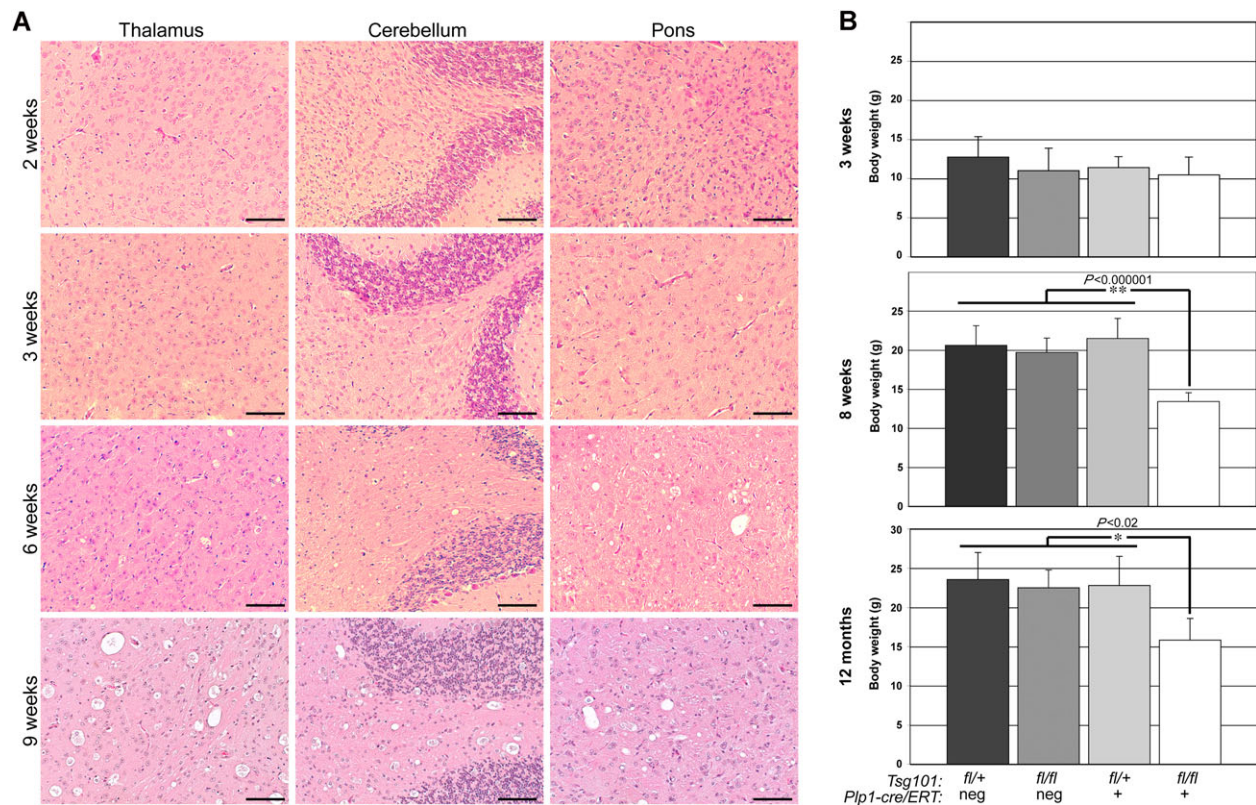 A
Thalamus Cerebellum Pons
2 weeks
3 weeks
6 weeks
9 weeks
B
3 weeks
Body weight (g)
25
20
15
10
5
0
8 weeks
Body weight (g)
P<0.000001
**
25
20
15
10
5
0
12 months
Body weight (g)
P<0.02
*
30
25
20
15
10
5
0
Tsg101: fl/+ fl/fl fl/+ fl/fl
Plp1-cre/ERT: neg neg + +